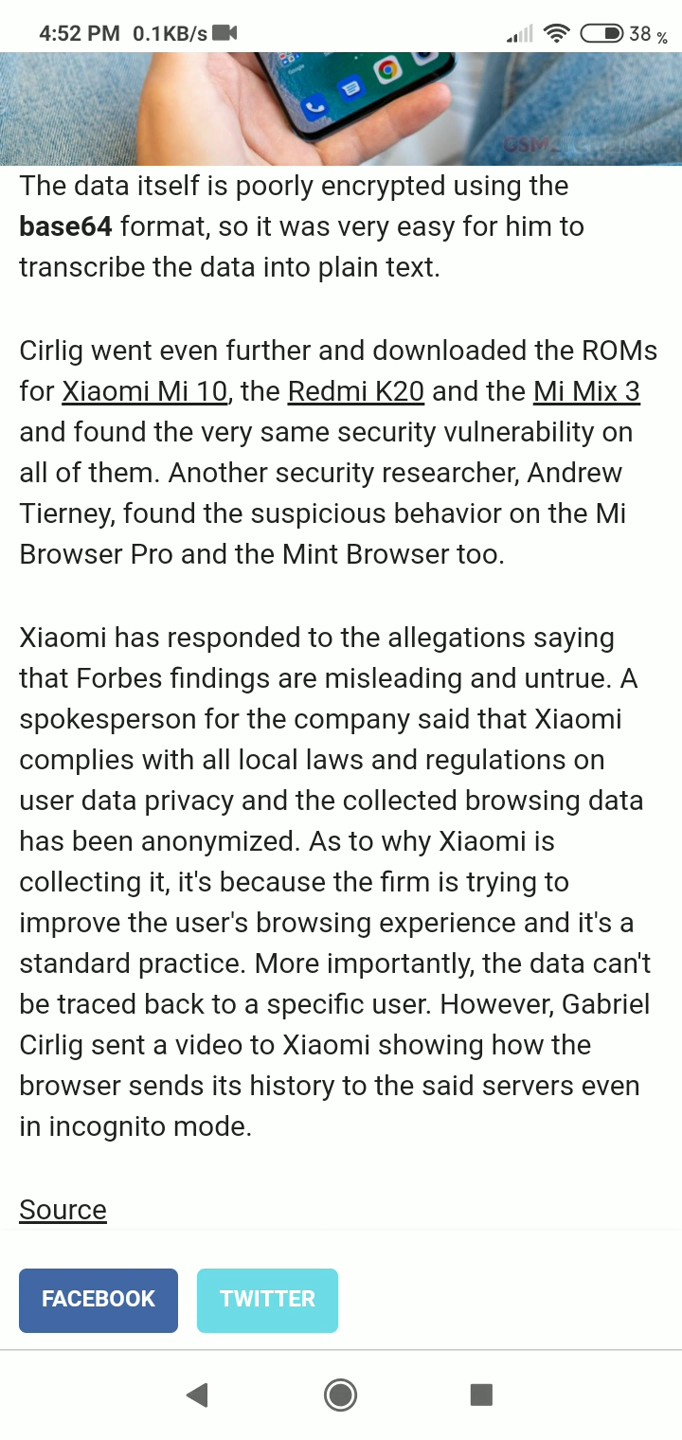 4:52 PM 0.1KB/s
38 %
Google
The data itself is poorly encrypted using the
base64 format, so it was very easy for him to
transcribe the data into plain text.
Cirlig went even further and downloaded the ROMs
for Xiaomi Mi 10, the Redmi K20 and the Mi Mix 3
and found the very same security vulnerability on
all of them. Another security researcher, Andrew
Tierney, found the suspicious behavior on the Mi
Browser Pro and the Mint Browser too.
Xiaomi has responded to the allegations saying
that Forbes findings are misleading and untrue. A
spokesperson for the company said that Xiaomi
complies with all local laws and regulations on
user data privacy and the collected browsing data
has been anonymized. As to why Xiaomi is
collecting it, it's because the firm is trying to
improve the user's browsing experience and it's a
standard practice. More importantly, the data can't
be traced back to a specific user. However, Gabriel
Cirlig sent a video to Xiaomi showing how the
browser sends its history to the said servers even
in incognito mode.
Source
FACEBOOK TWITTER